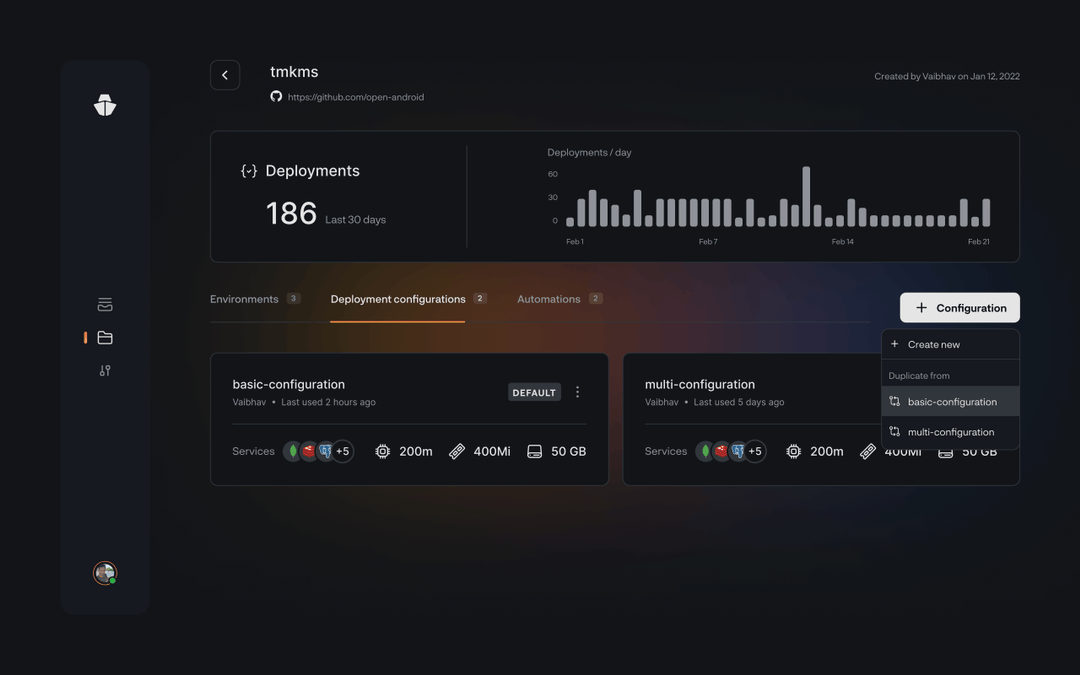 tmkms
https://github.com/open-android
Created by Vaibhav on Jan 12, 2022
Deployments
186 Last 30 days
Deployments / day
60
30
0
Feb 1 Feb 7 Feb 14 Feb 21
Environments 3 Deployment configurations 2 Automations 2
+ Configuration
+ Create new
Duplicate from
basic-configuration
multi-configuration
basic-configuration
Vaibhav • Last used 2 hours ago
DEFAULT
Services +5 200m 400Mi 50 GB
multi-configuration
Vaibhav • Last used 5 days ago
Services +5 200m 400Mi 50 GB